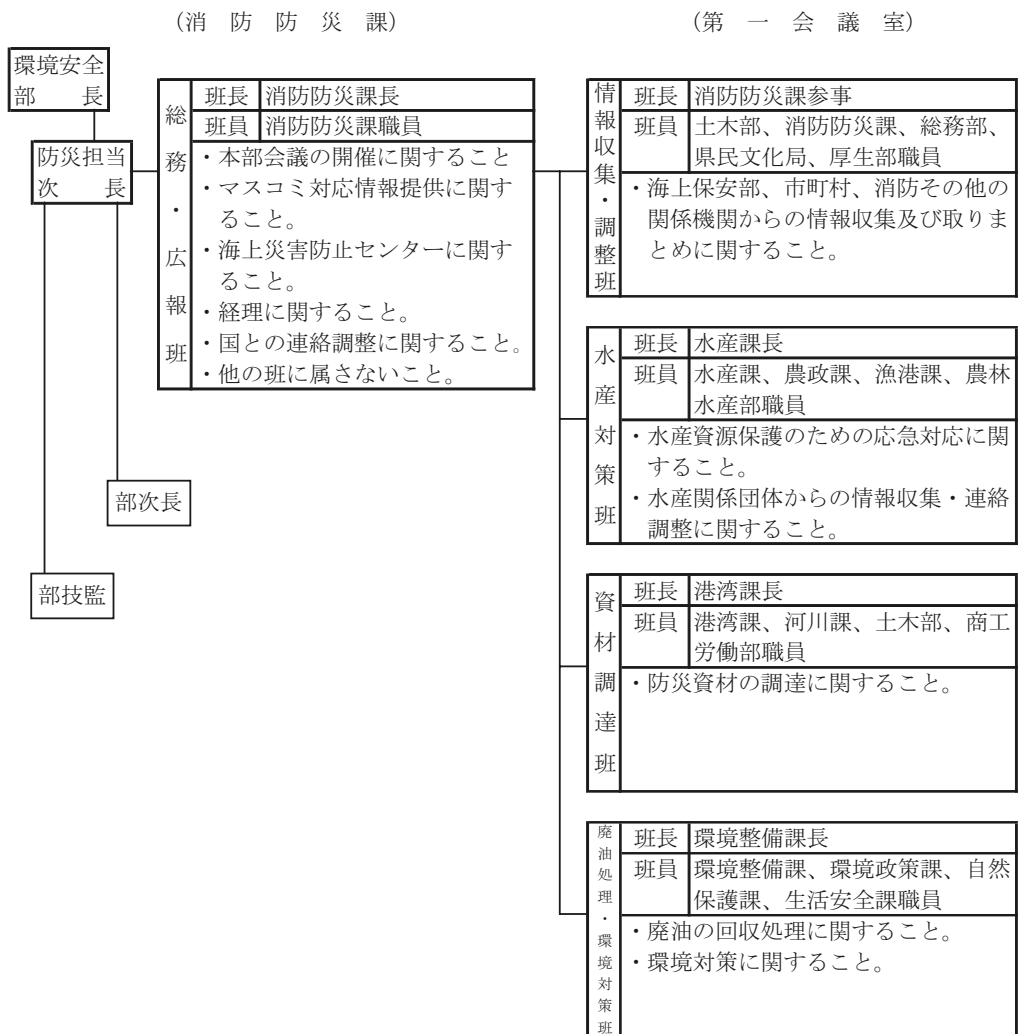 (消　防　防　災　課)
(第　一　会　議　室)
環境安全
部　　長
防災担当
次　　長
部次長
部技監
総務・広報班
班長 消防防災課長
班員 消防防災課職員
・本部会議の開催に関すること
・マスコミ対応情報提供に関す
ること。
・海上災害防止センターに関す
ること。
・経理に関すること。
・国との連絡調整に関すること。
・他の班に属さないこと。
情報収集・調整班
班長 消防防災課参事
班員 土木部、消防防災課、総務部、
県民文化局、厚生部職員
・海上保安部、市町村、消防その他の
関係機関からの情報収集及び取りま
とめに関すること。
水産対策班
班長 水産課長
班員 水産課、農政課、漁港課、農林
水産部職員
・水産資源保護のための応急対応に関
すること。
・水産関係団体からの情報収集・連絡
調整に関すること。
資材調達班
班長 港湾課長
班員 港湾課、河川課、土木部、商工
労働部職員
・防災資材の調達に関すること。
廃油処理・環境対策班
班長 環境整備課長
班員 環境整備課、環境政策課、自然
保護課、生活安全課職員
・廃油の回収処理に関すること。
・環境対策に関すること。